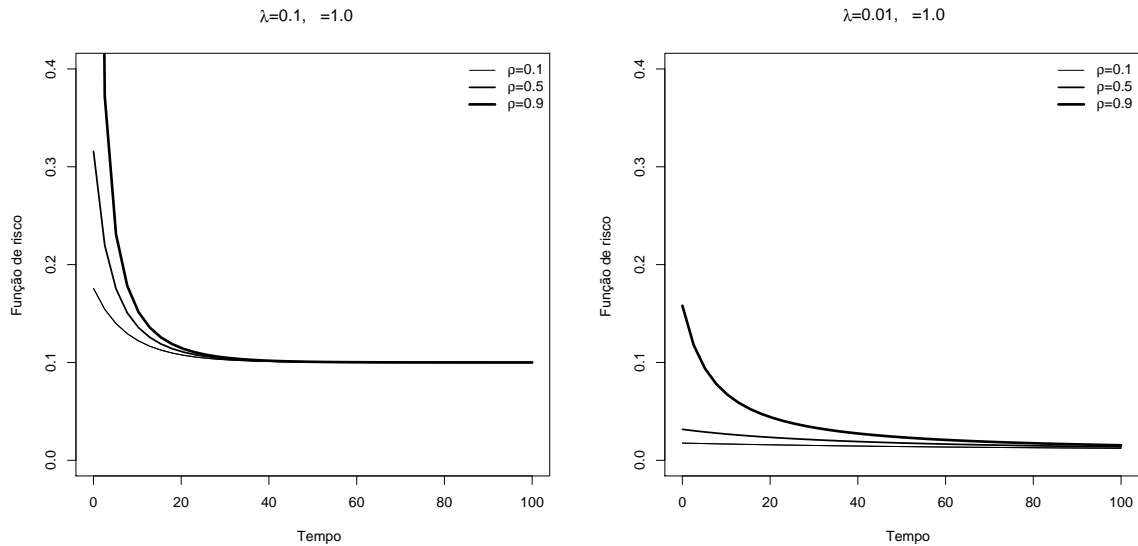 λ=0.1, =1.0
Função de risco
0.4
0.3
0.2
0.1
0.0
ρ=0.1
ρ=0.5
ρ=0.9
0 20 40 60 80 100
Tempo
λ=0.01, =1.0
Função de risco
0.4
0.3
0.2
0.1
0.0
ρ=0.1
ρ=0.5
ρ=0.9
0 20 40 60 80 100
Tempo